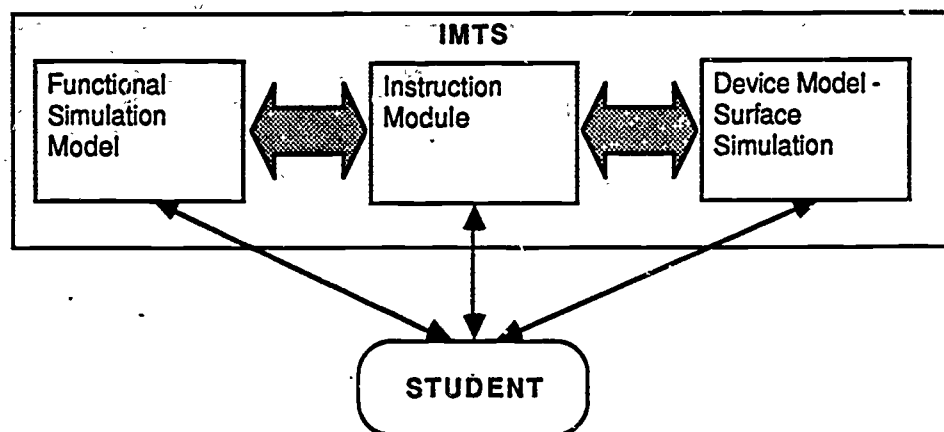 IMTS
Functional
Simulation
Model
Instruction
Module
Device Model -
Surface
Simulation
STUDENT